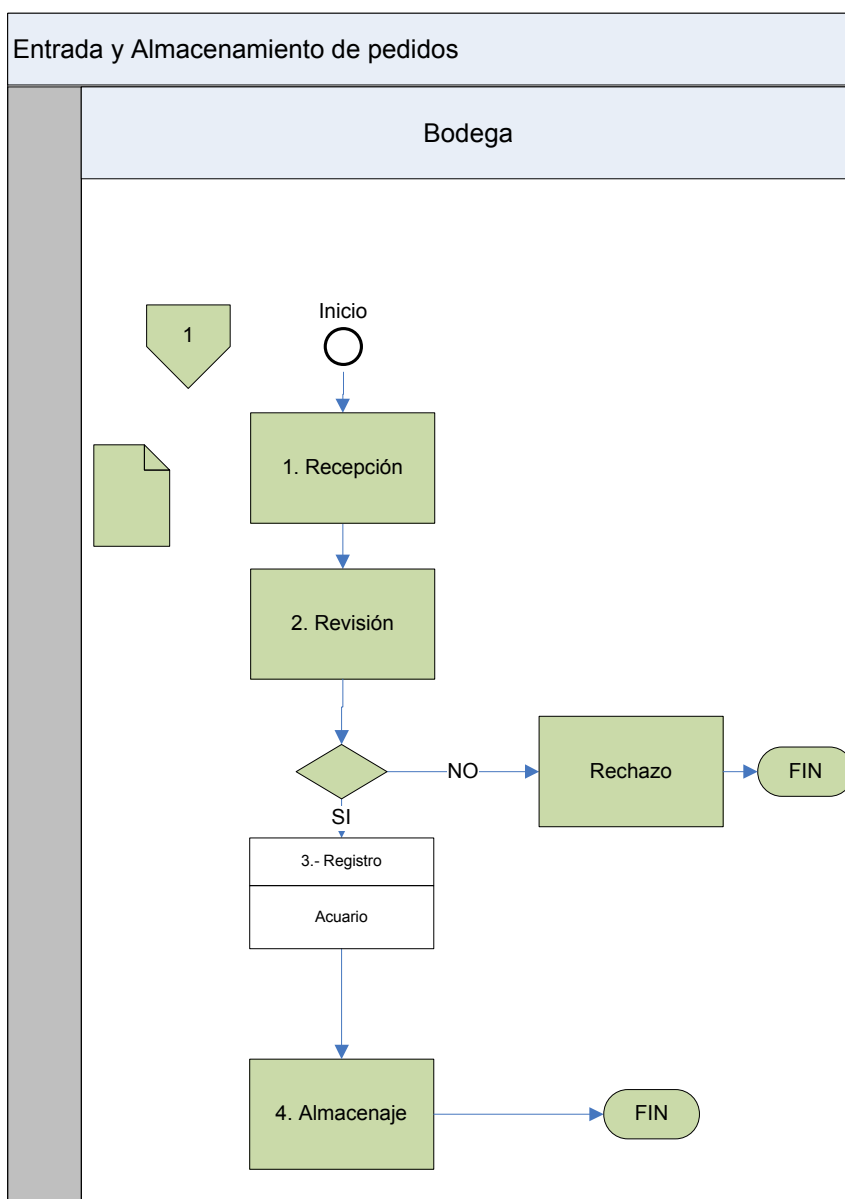 Entrada y Almacenamiento de pedidos
Bodega
Inicio
1
1. Recepción
2. Revisión
NO
Rechazo
FIN
SI
3.- Registro
Acuario
4. Almacenaje
FIN